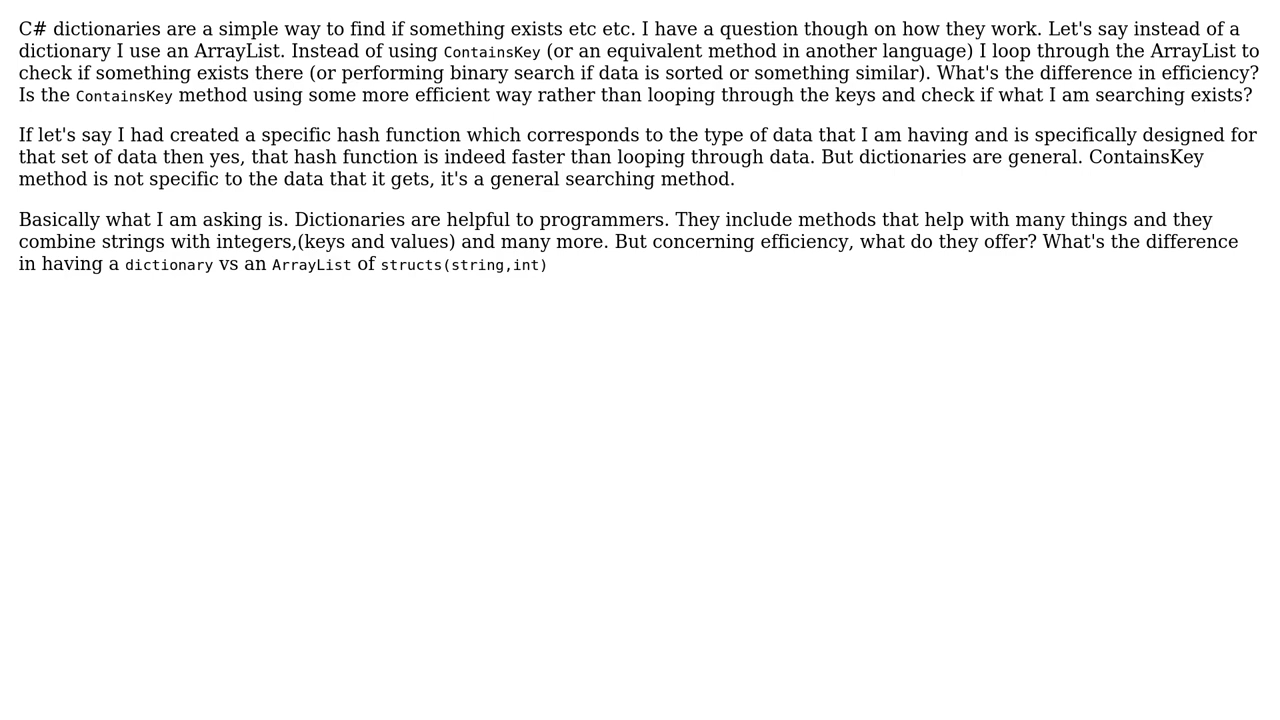 C# dictionaries are a simple way to find if something exists etc etc. I have a question though on how they work. Let's say instead of a
dictionary I use an ArrayList. Instead of using ContainsKey (or an equivalent method in another language) I loop through the ArrayList to
check if something exists there (or performing binary search if data is sorted or something similar). What's the difference in efficiency?
Is the ContainsKey method using some more efficient way rather than looping through the keys and check if what I am searching exists?
If let's say I had created a specific hash function which corresponds to the type of data that I am having and is specifically designed for
that set of data then yes, that hash function is indeed faster than looping through data. But dictionaries are general. ContainsKey
method is not specific to the data that it gets, it's a general searching method.
Basically what I am asking is. Dictionaries are helpful to programmers. They include methods that help with many things and they
combine strings with integers,(keys and values) and many more. But concerning efficiency, what do they offer? What's the difference
in having a dictionary vs an ArrayList of structs(string,int)